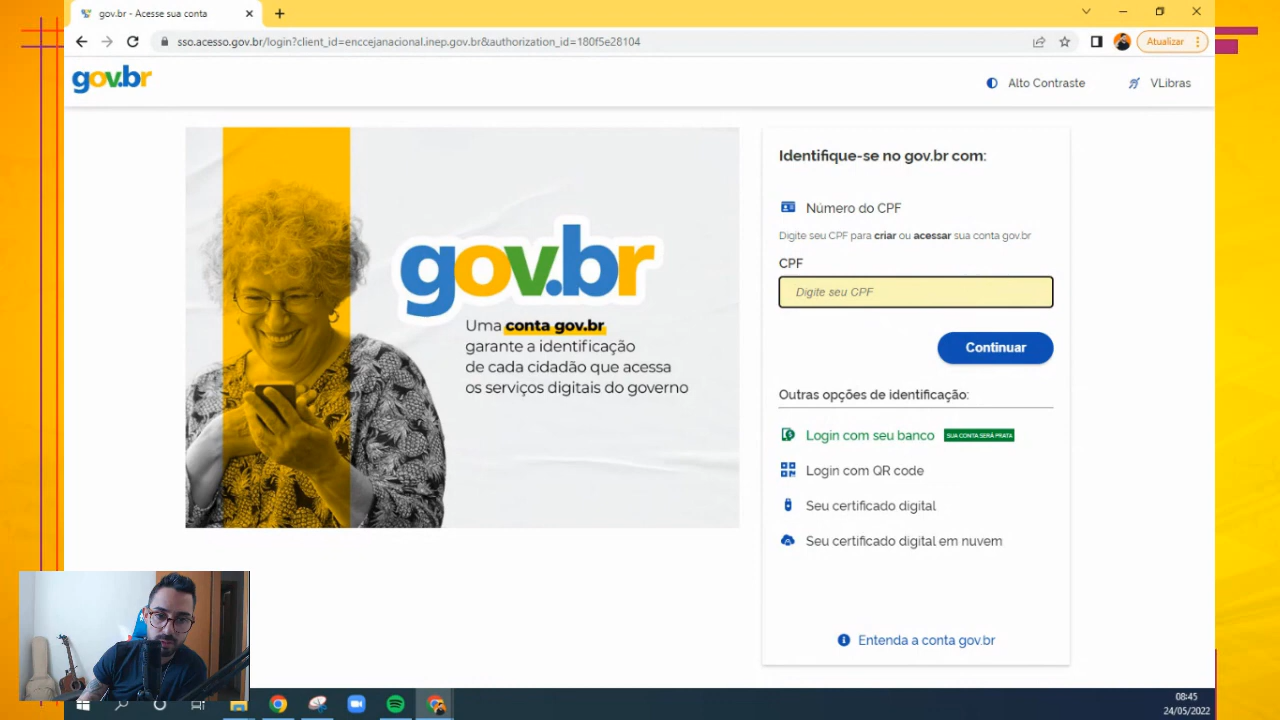 gov.br - Acesse sua conta
sso.acesso.gov.br/login?client_id=enccejanacional.inep.gov.br&authorization_id=180f5e28104
Atualizar
gov.br
Alto Contraste
VLibras
gov.br
Uma conta gov.br
garante a identificação
de cada cidadão que acessa
os serviços digitais do governo
Identifique-se no gov.br com:
Número do CPF
Digite seu CPF para criar ou acessar sua conta gov.br
CPF
Digite seu CPF
Continuar
Outras opções de identificação:
Login com seu banco SUA CONTA SERÁ PRATA
Login com QR code
Seu certificado digital
Seu certificado digital em nuvem
Entenda a conta gov.br
08:45
24/05/2022